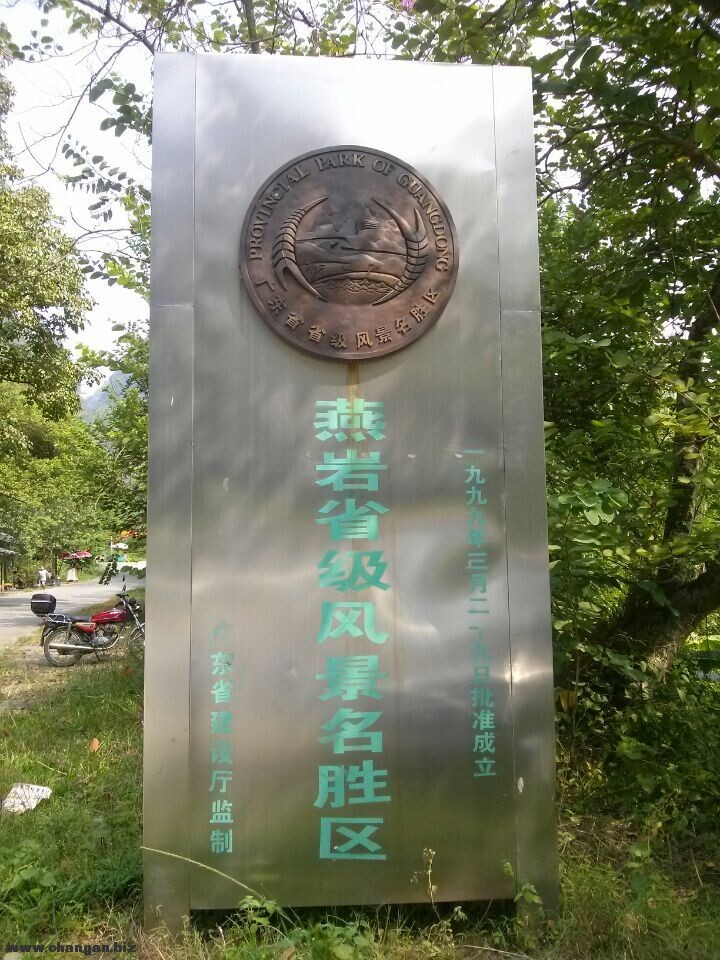 PROVINCIAL PARK OF GUANGDONG
广东省省级风景名胜区
一九九九年三月二十九日批准成立
燕岩省级风景名胜区
广东省建设厅监制
www.changan.biz